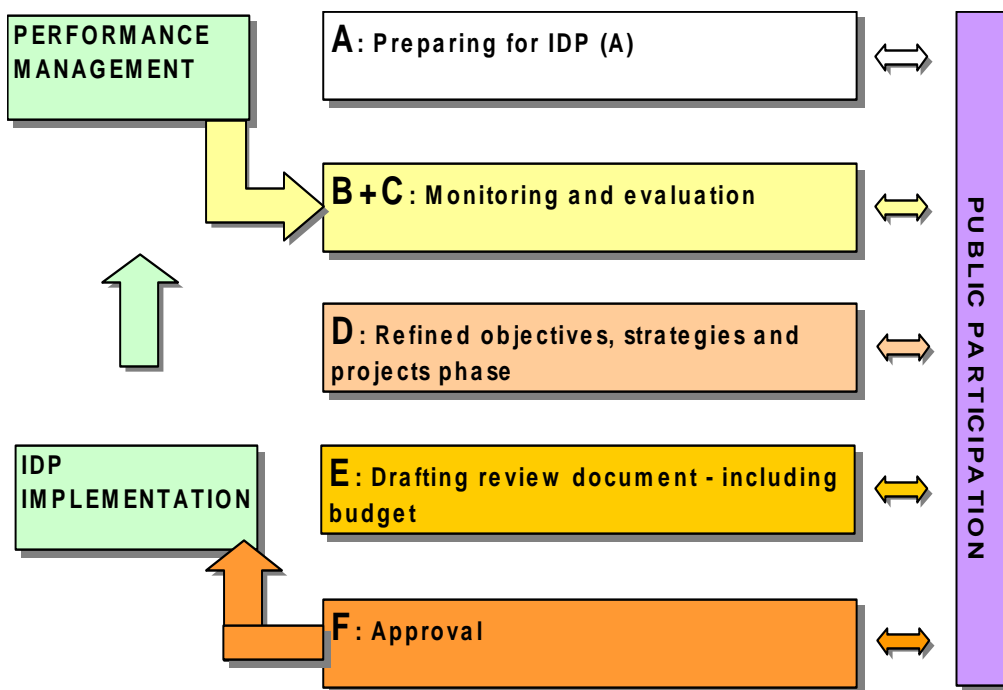 PERFORMANCE
MANAGEMENT
A: Preparing for IDP (A)
B+C: Monitoring and evaluation
D: Refined objectives, strategies and
projects phase
IDP
IMPLEMENTATION
E: Drafting review document - including
budget
F: Approval
PUBLIC PARTICIPATION